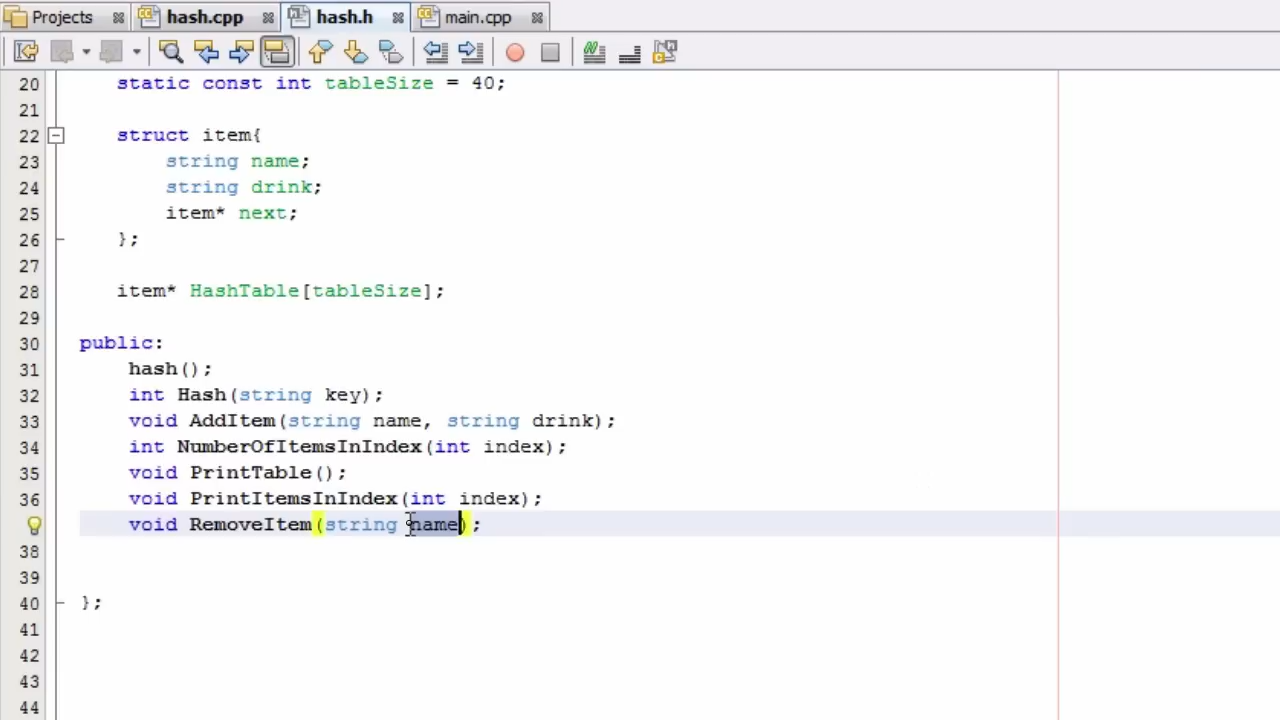 Projects hash.cpp hash.h main.cpp
20 static const int tableSize = 40;
21
22 struct item{
23 string name;
24 string drink;
25 item* next;
26 };
27
28 item* HashTable[tableSize];
29
30 public:
31 hash();
32 int Hash(string key);
33 void AddItem(string name, string drink);
34 int NumberOfItemsInIndex(int index);
35 void PrintTable();
36 void PrintItemsInIndex(int index);
void RemoveItem(string name);
38
39
40 };
41
42
43
44